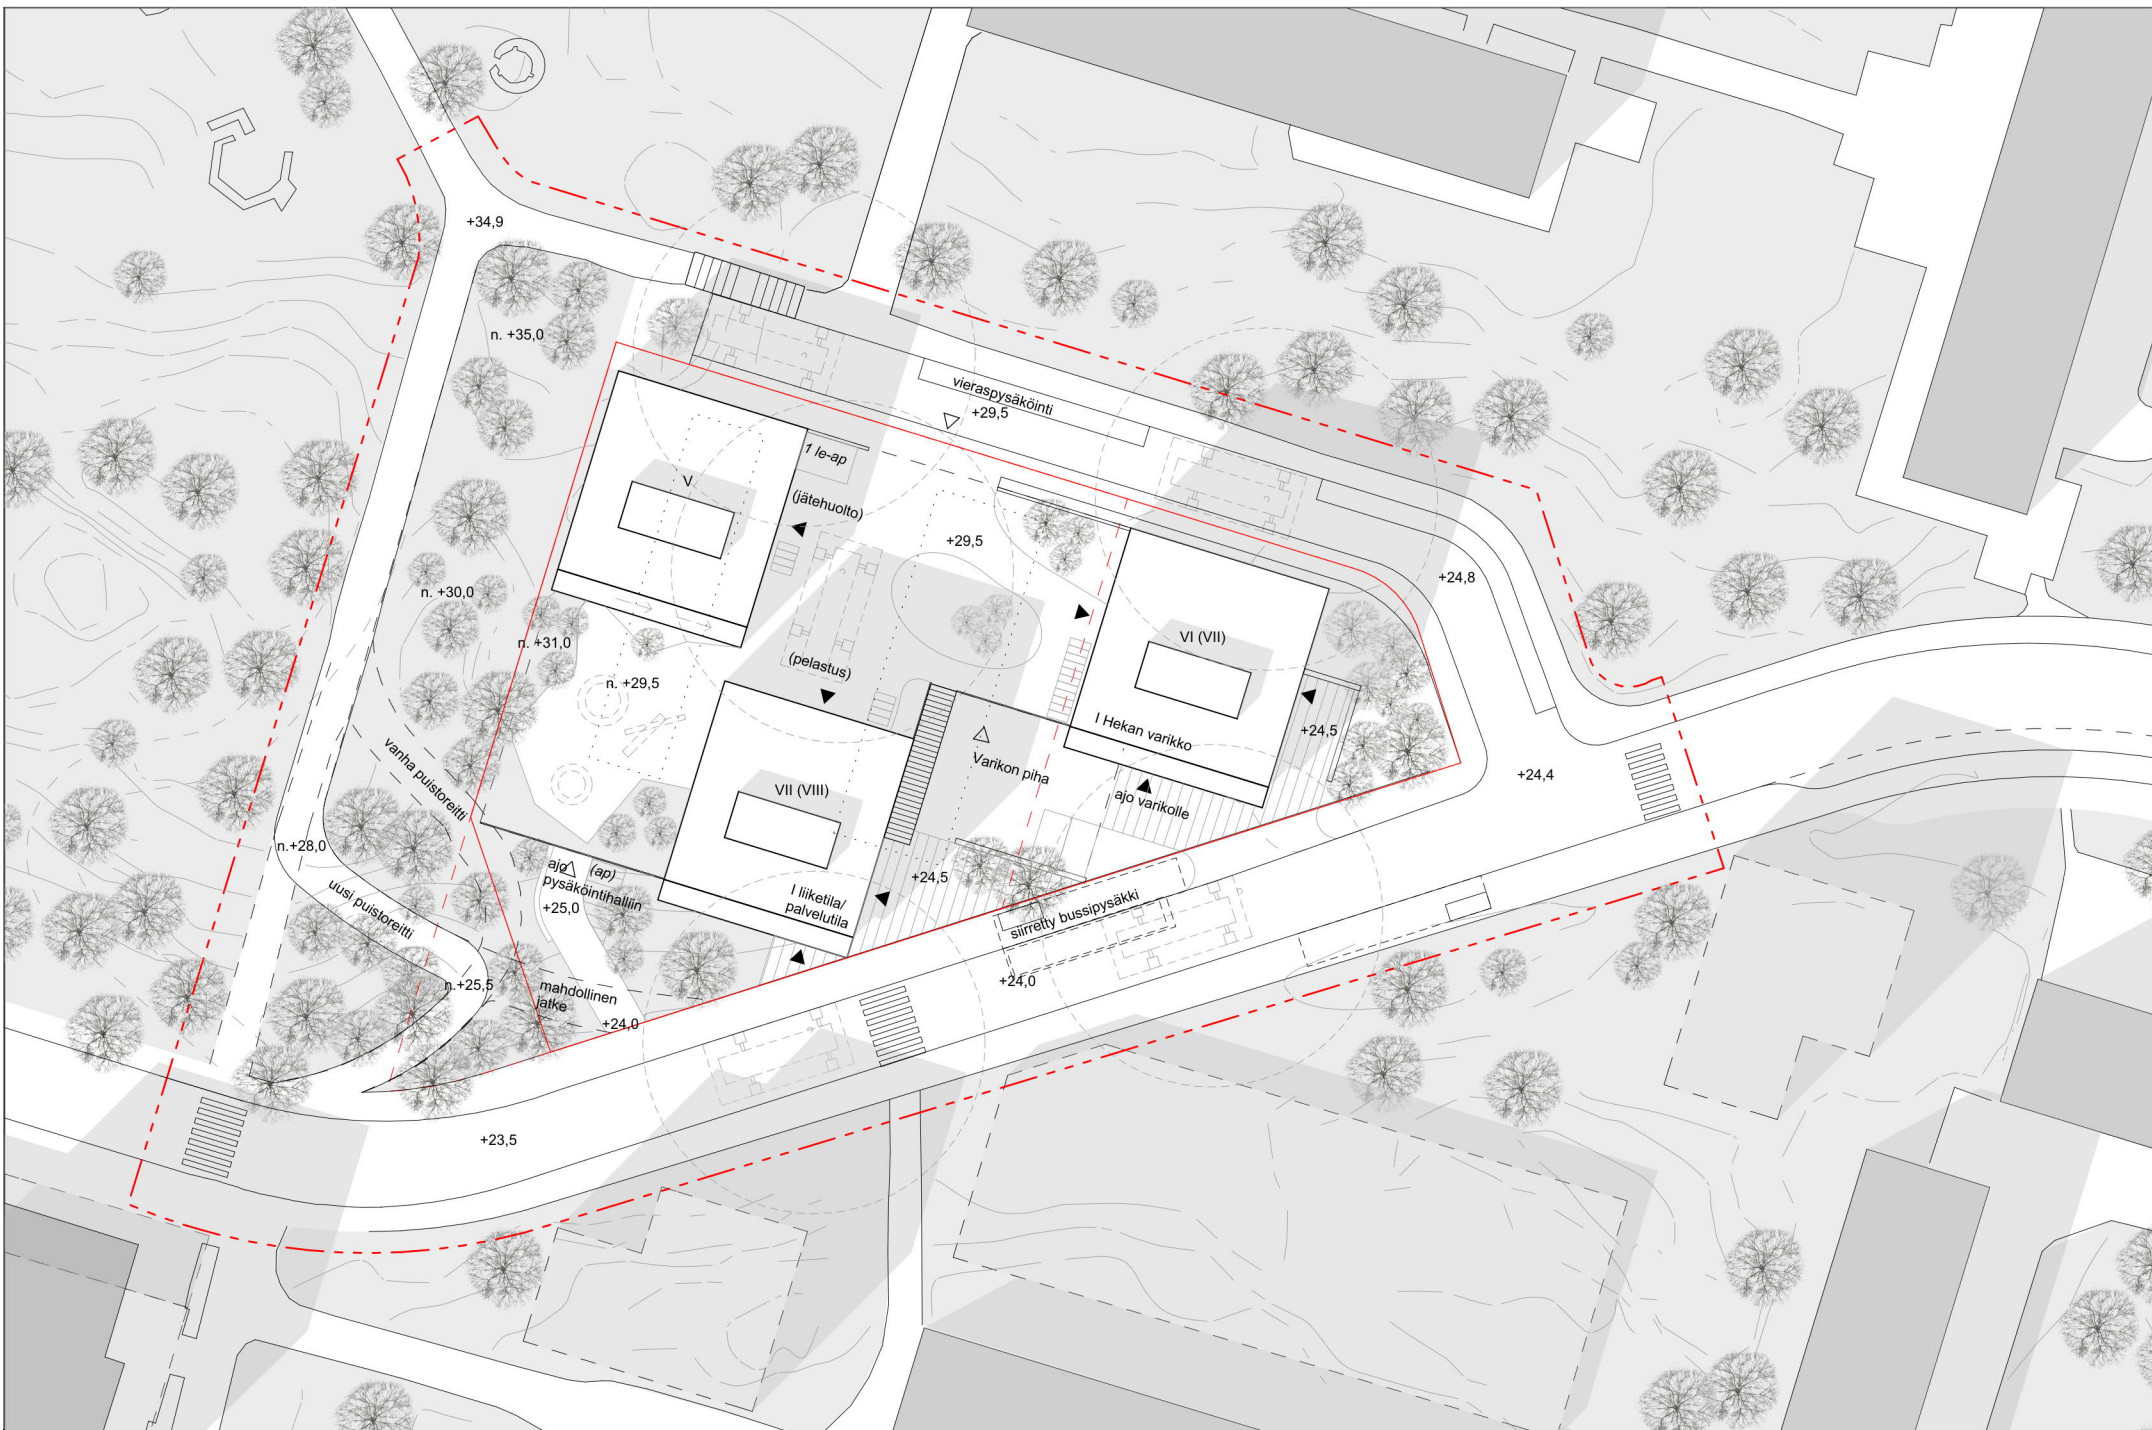 +34,9
n. +35,0
vieraspysäköinti
+29,5
1 le-ap
V
(jätehuolto)
+29,5
+24,8
n. +30,0
n. +31,0
VI (VII)
(pelastus)
n. +29,5
I Hekan varikko
+24,5
vanha puistoreitti
Varikon piha
+24,4
VII (VIII)
ajo varikolle
n.+28,0
ajo
(ap)
pysäköintihalliin
+25,0
uusi puistoreitti
I liiketila/
palvelutila
+24,5
siirretty bussipysäkki
n.+25,5
mahdollinen
jatke
+24,0
+24,0
+23,5